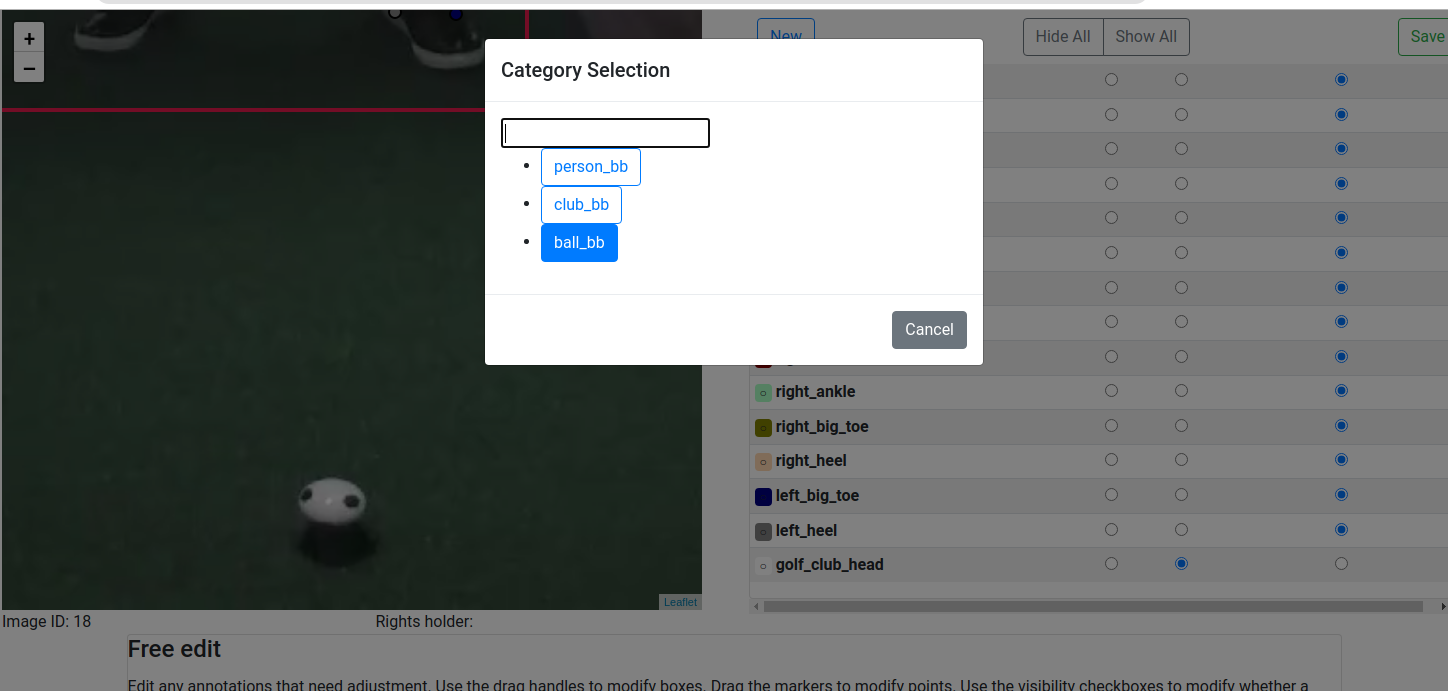 +
−
New
Hide All
Show All
Save
Category Selection
person_bb
club_bb
ball_bb
Cancel
right_ankle
right_big_toe
right_heel
left_big_toe
left_heel
golf_club_head
Leaflet
Image ID: 18
Rights holder:
Free edit
Edit any annotations that need adjustment. Use the drag handles to modify boxes. Drag the markers to modify points. Use the visibility checkboxes to modify whether a